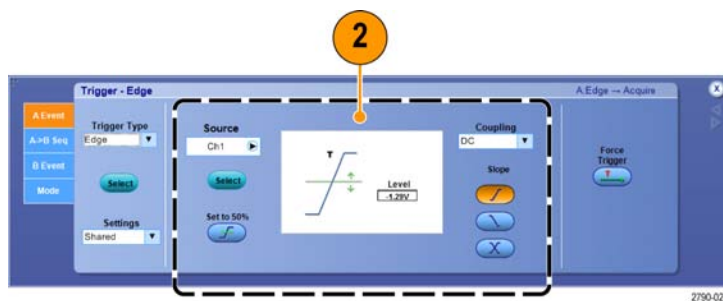 2
Trigger - Edge
A:Edge → Acquire
X
A Event
A->B Seq
B Event
Mode
Trigger Type
Edge
Select
Settings
Shared
Source
Ch1
Select
Set to 50%
T
Level
-1.29V
Coupling
DC
Slope
Force
Trigger
T
2790-02